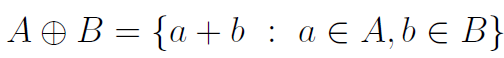 A ⊕ B = {a + b : a ∈ A, b ∈ B}